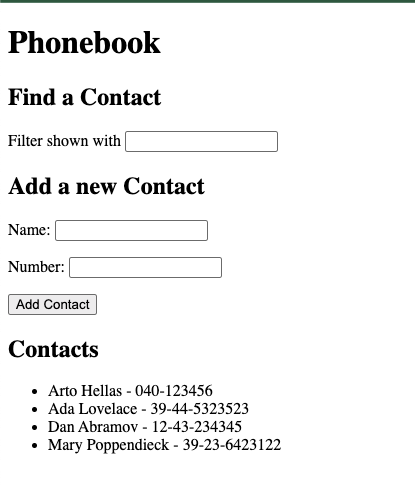 Phonebook
Find a Contact
Filter shown with
Add a new Contact
Name:
Number:
Add Contact
Contacts
• Arto Hellas - 040-123456
• Ada Lovelace - 39-44-5323523
• Dan Abramov - 12-43-234345
• Mary Poppendieck - 39-23-6423122